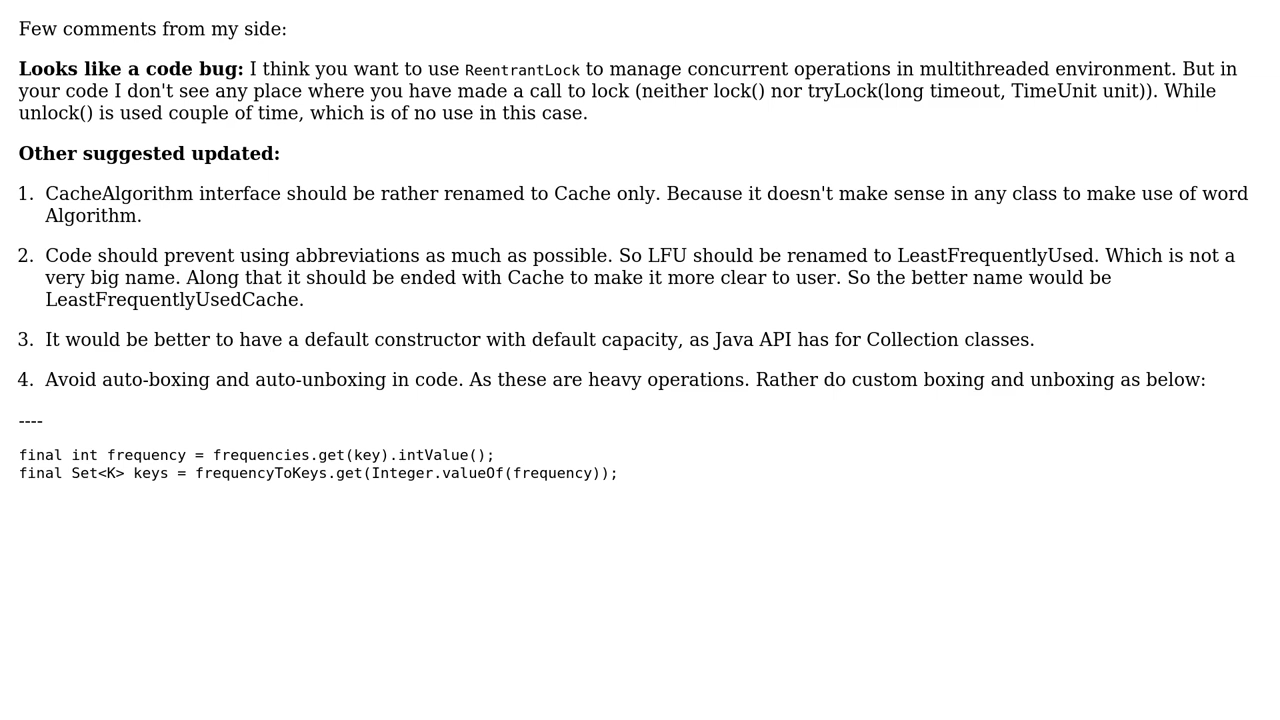 Few comments from my side:
Looks like a code bug: I think you want to use ReentrantLock to manage concurrent operations in multithreaded environment. But in
your code I don't see any place where you have made a call to lock (neither lock() nor tryLock(long timeout, TimeUnit unit)). While
unlock() is used couple of time, which is of no use in this case.
Other suggested updated:
1. CacheAlgorithm interface should be rather renamed to Cache only. Because it doesn't make sense in any class to make use of word
Algorithm.
2. Code should prevent using abbreviations as much as possible. So LFU should be renamed to LeastFrequentlyUsed. Which is not a
very big name. Along that it should be ended with Cache to make it more clear to user. So the better name would be
LeastFrequentlyUsedCache.
3. It would be better to have a default constructor with default capacity, as Java API has for Collection classes.
4. Avoid auto-boxing and auto-unboxing in code. As these are heavy operations. Rather do custom boxing and unboxing as below:
----
final int frequency = frequencies.get(key).intValue();
final Set<K> keys = frequencyToKeys.get(Integer.valueOf(frequency));